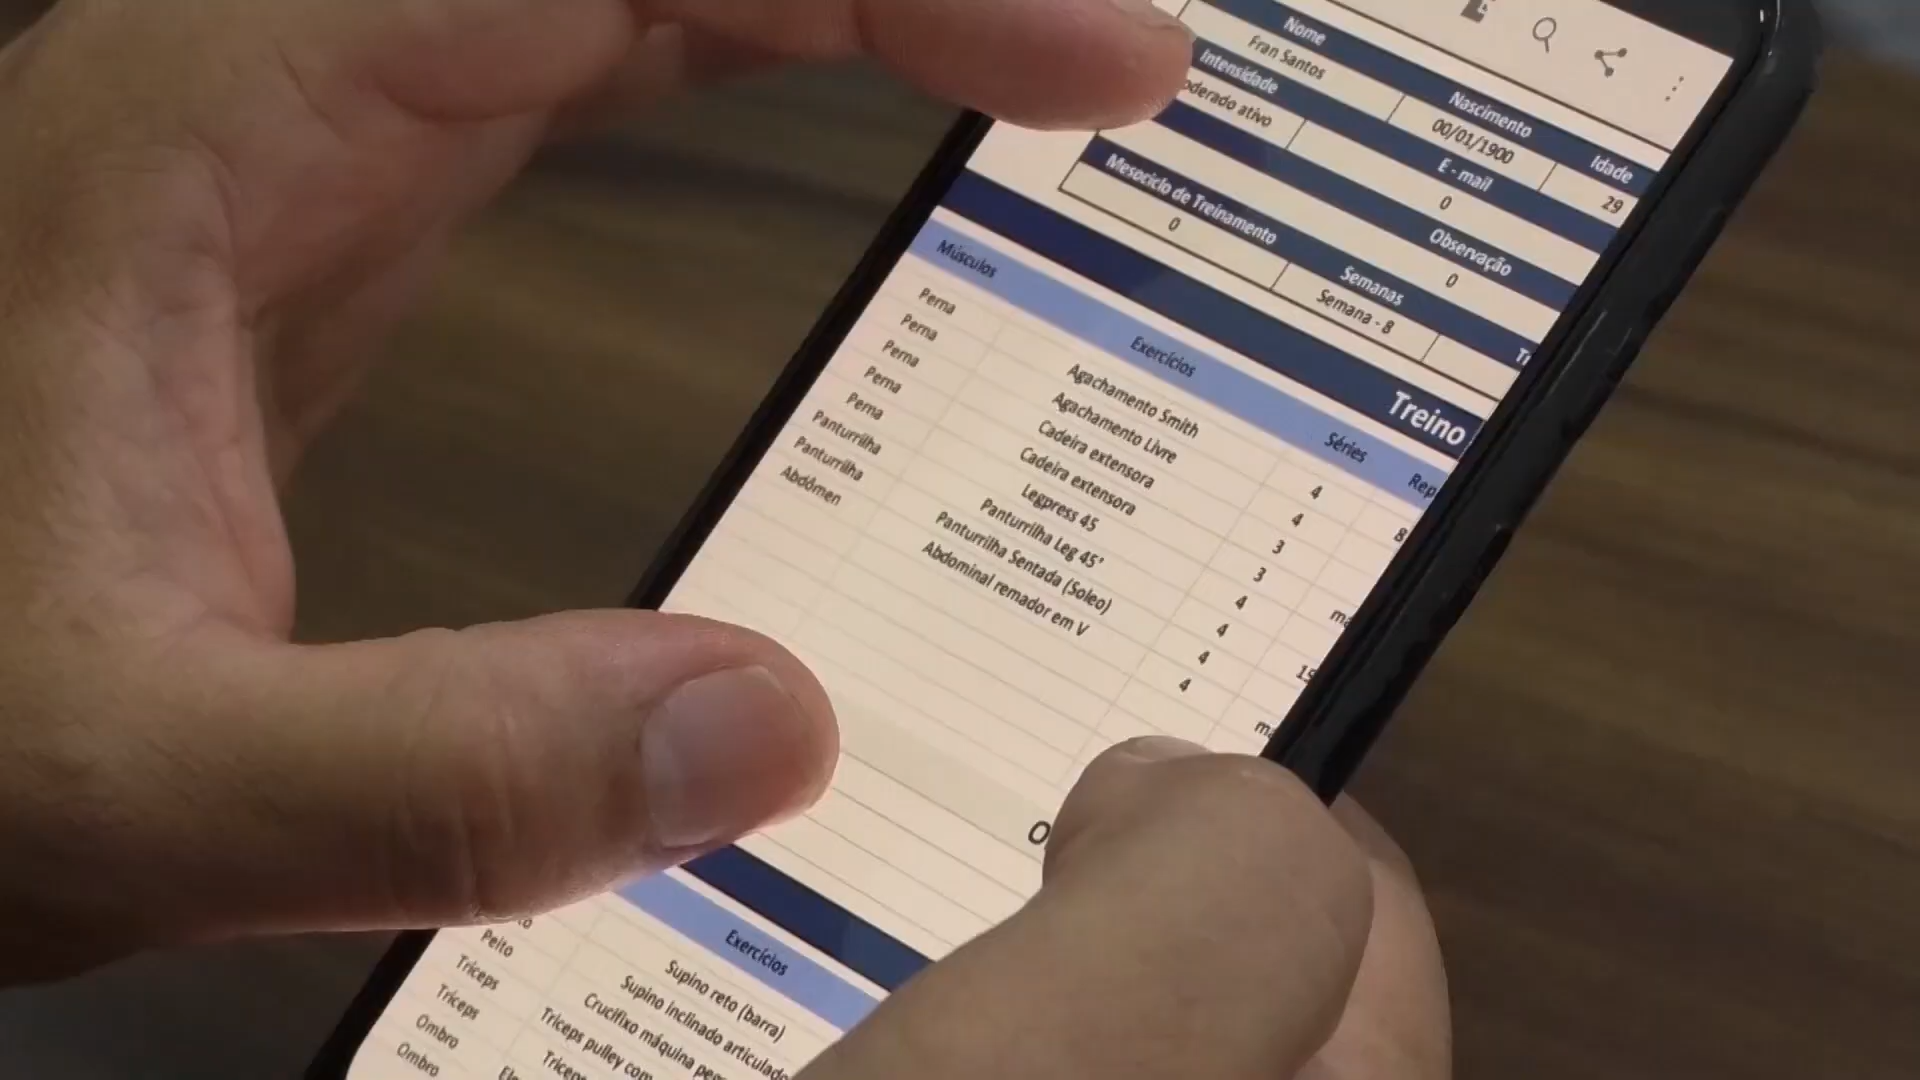 Nome Nascimento Idade
Fran Santos 00/01/1900 29
Intensidade E - mail
ativo 0
Observação
0
Mesociclo de Treinamento Semanas
0 Semana - 8
Treino
Músculos Exercícios Séries
Perna Agachamento Smith 4
Perna Agachamento Livre 4
Perna Cadeira extensora 3
Perna Cadeira extensora 3
Perna Legpress 45 4
Panturrilha Panturrilha Leg 45° 4
Panturrilha Panturrilha Sentada (Soleo) 4
Abdômen Abdominal remador em V 4
Exercícios
Supino reto (barra)
Peito Supino inclinado articulado
Tríceps Crucifixo máquina
Tríceps Tríceps pulley com
Ombro Tríceps
Ombro